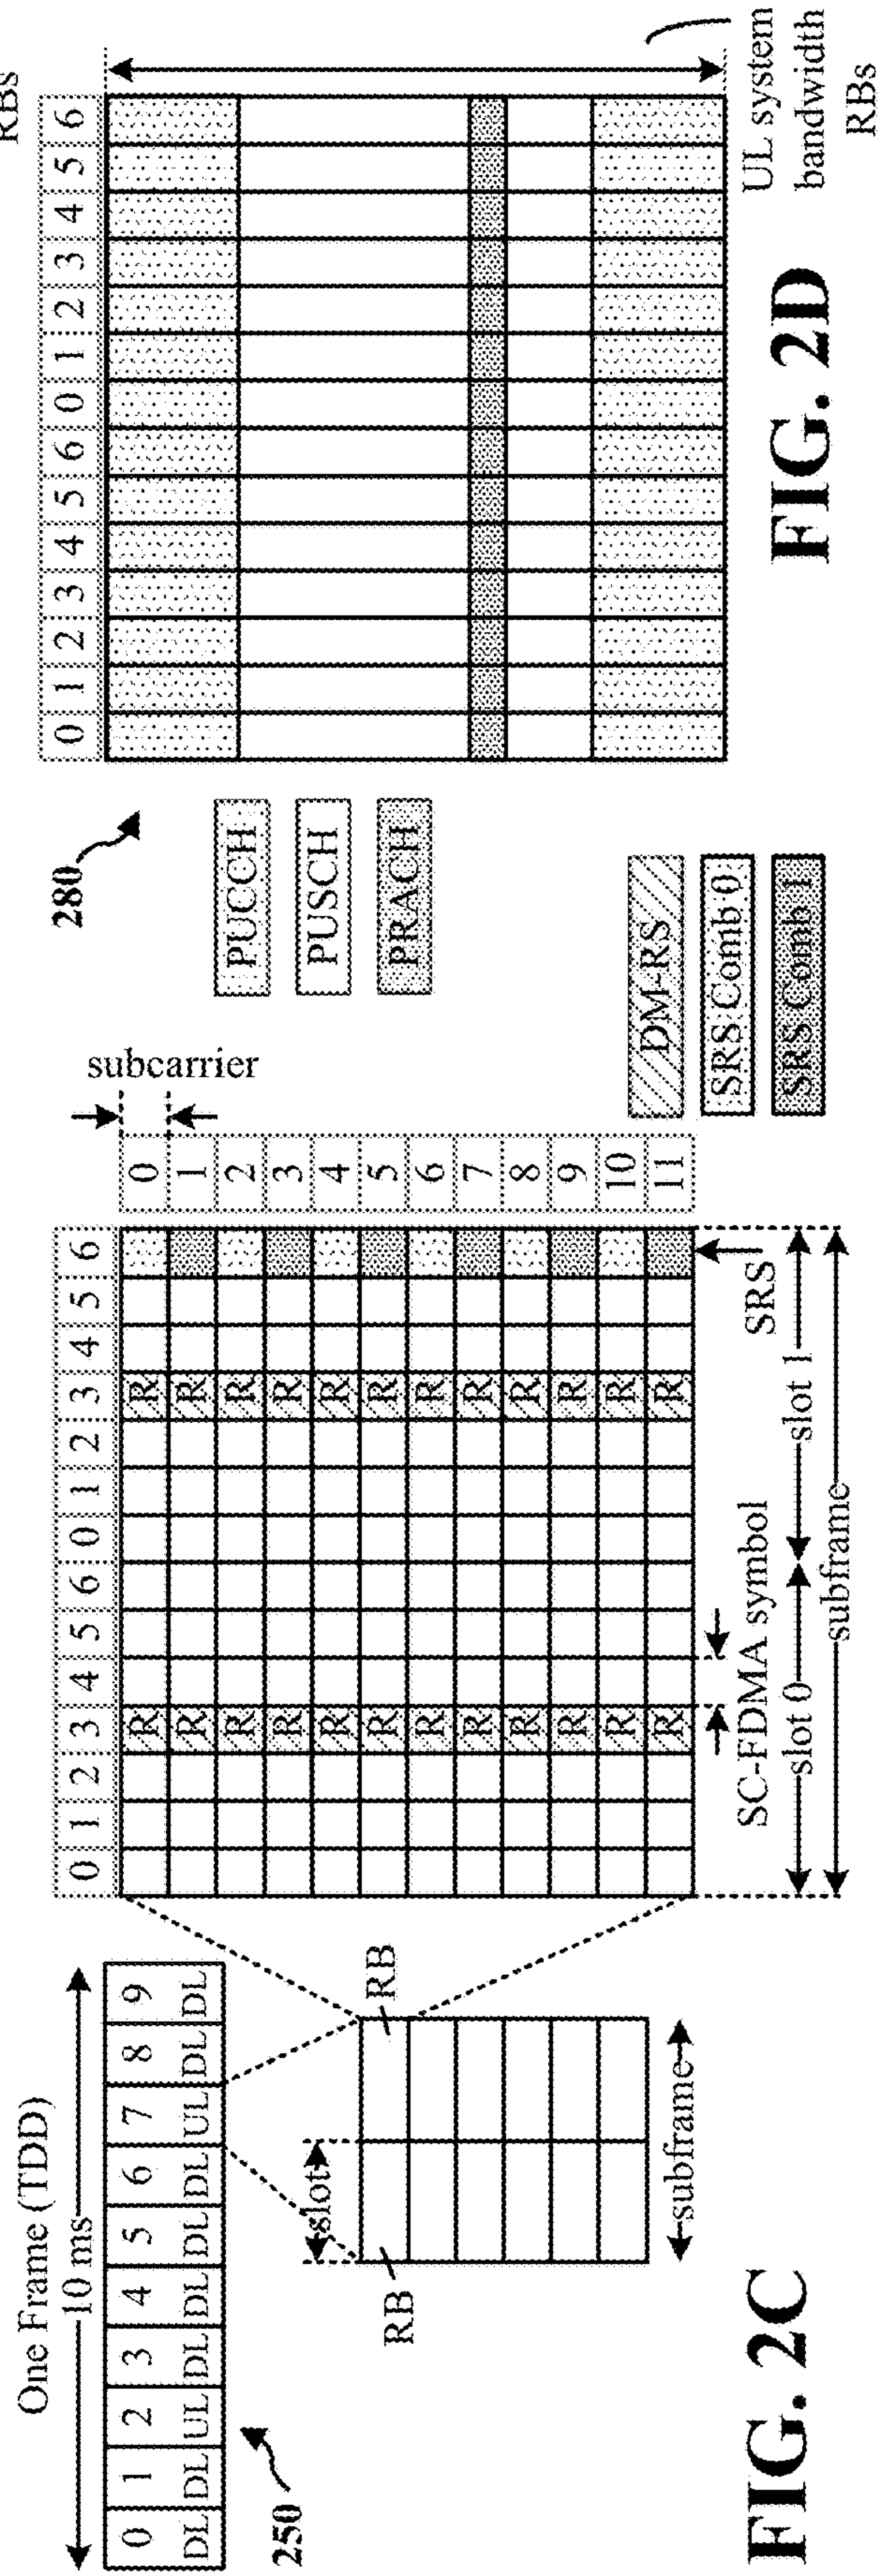 One Frame (TDD)
10 ms
0 1 2 3 4 5 6 7 8 9
DL DL UL DL DL DL DL UL DL DL
250
slot
RB
RB
subframe
FIG. 2C
0 1 2 3 4 5 6 0 1 2 3 4 5 6
subcarrier
R R 0
R R 1
R R 2
R R 3
R R 4
R R 5
R R 6
R R 7
R R 8
R R 9
R R 10
R R 11
SC-FDMA symbol
SRS
slot 0
slot 1
subframe
DM-RS
SRS Comb 0
SRS Comb 1
280
PUCCH
PUSCH
PRACH
RBs
0 1 2 3 4 5 6 0 1 2 3 4 5 6
UL system
bandwidth
RBs
FIG. 2D